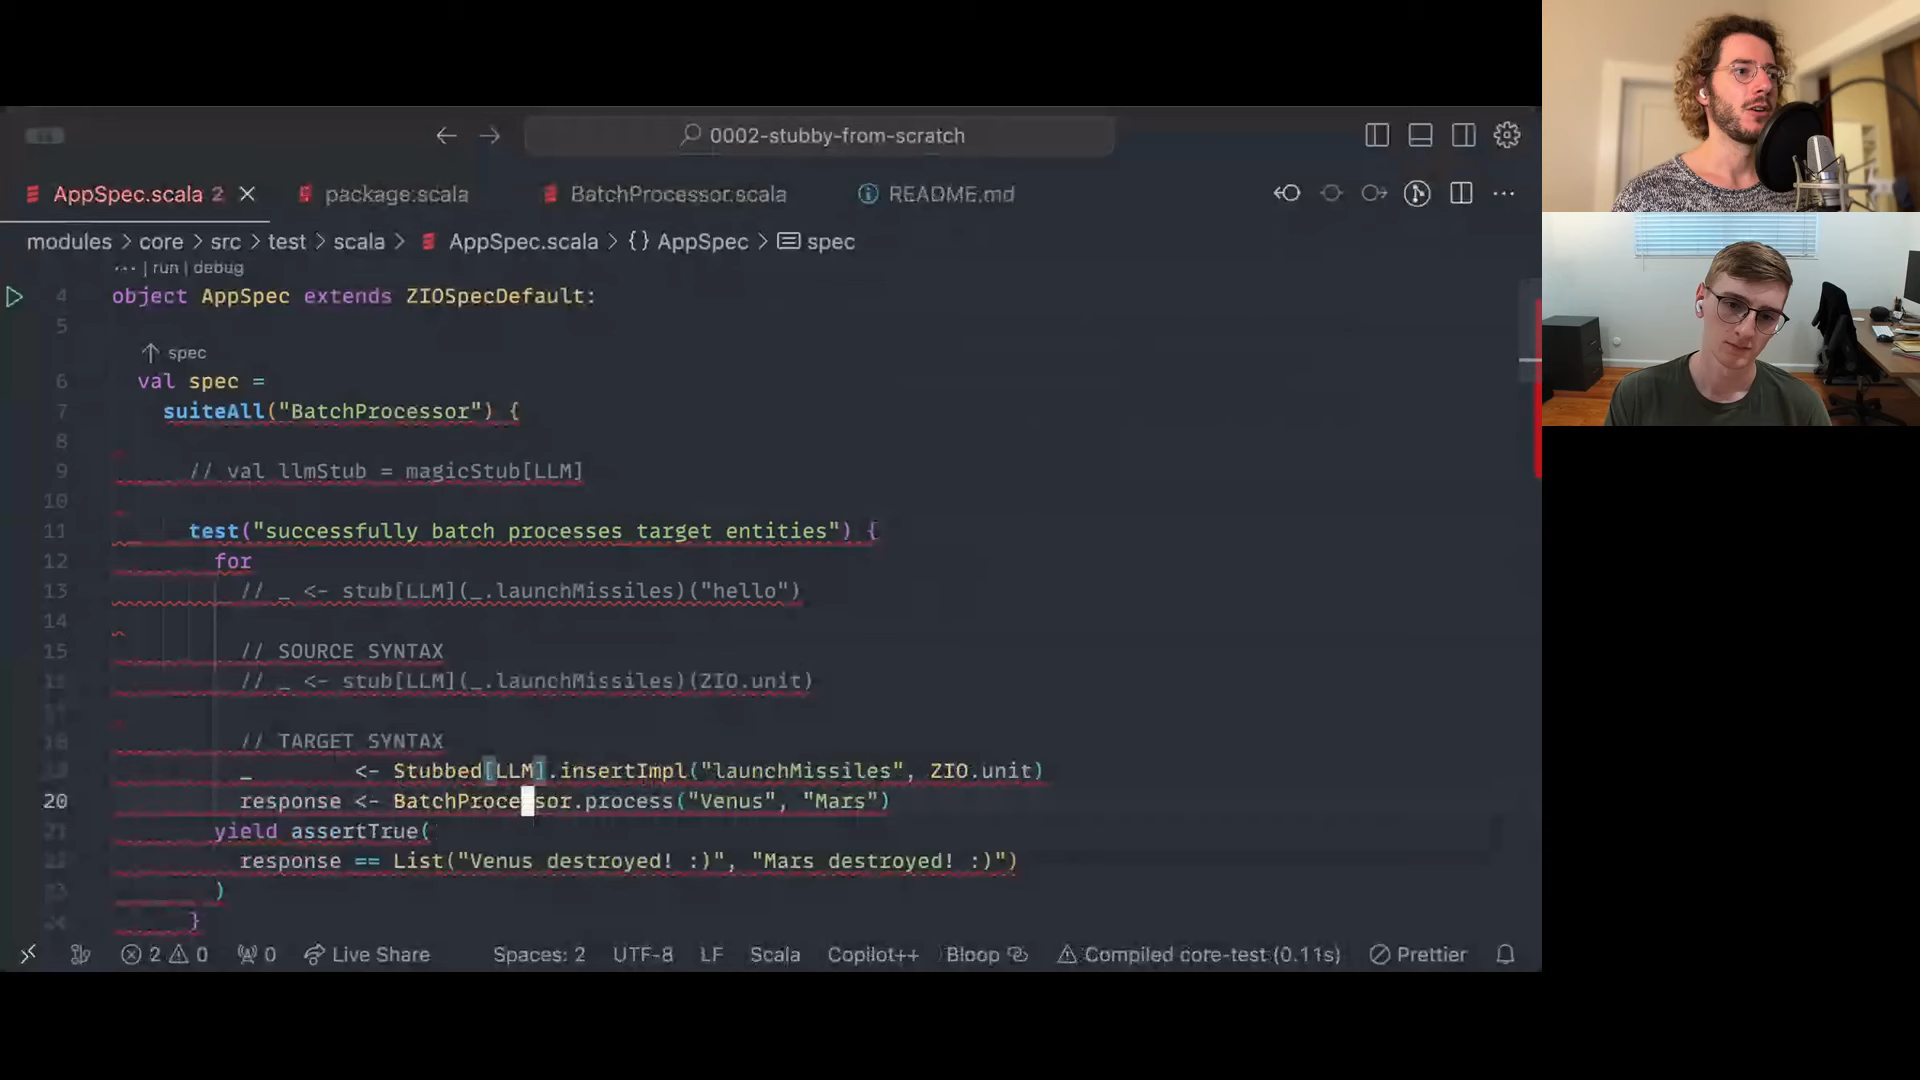 0002-stubby-from-scratch
AppSpec.scala 2 package.scala BatchProcessor.scala README.md
modules > core > src > test > scala > AppSpec.scala > {} AppSpec > spec
··· | run | debug
4 object AppSpec extends ZIOSpecDefault:
5
spec
6 val spec =
7 suiteAll("BatchProcessor") {
8
9 // val llmStub = magicStub[LLM]
10
11 test("successfully batch processes target entities") {
12 for
13 // _ <- stub[LLM](_.launchMissiles)("hello")
14
15 // SOURCE SYNTAX
// _ <- stub[LLM](_.launchMissiles)(ZIO.unit)
// TARGET SYNTAX
_ <- Stubbed[LLM].insertImpl("launchMissiles", ZIO.unit)
20 response <- BatchProcessor.process("Venus", "Mars")
21 yield assertTrue(
response == List("Venus destroyed! :)", "Mars destroyed! :)")
)
}
2 0 0 Live Share Spaces: 2 UTF-8 LF Scala Copilot++ Bloop Compiled core-test (0.11s) Prettier